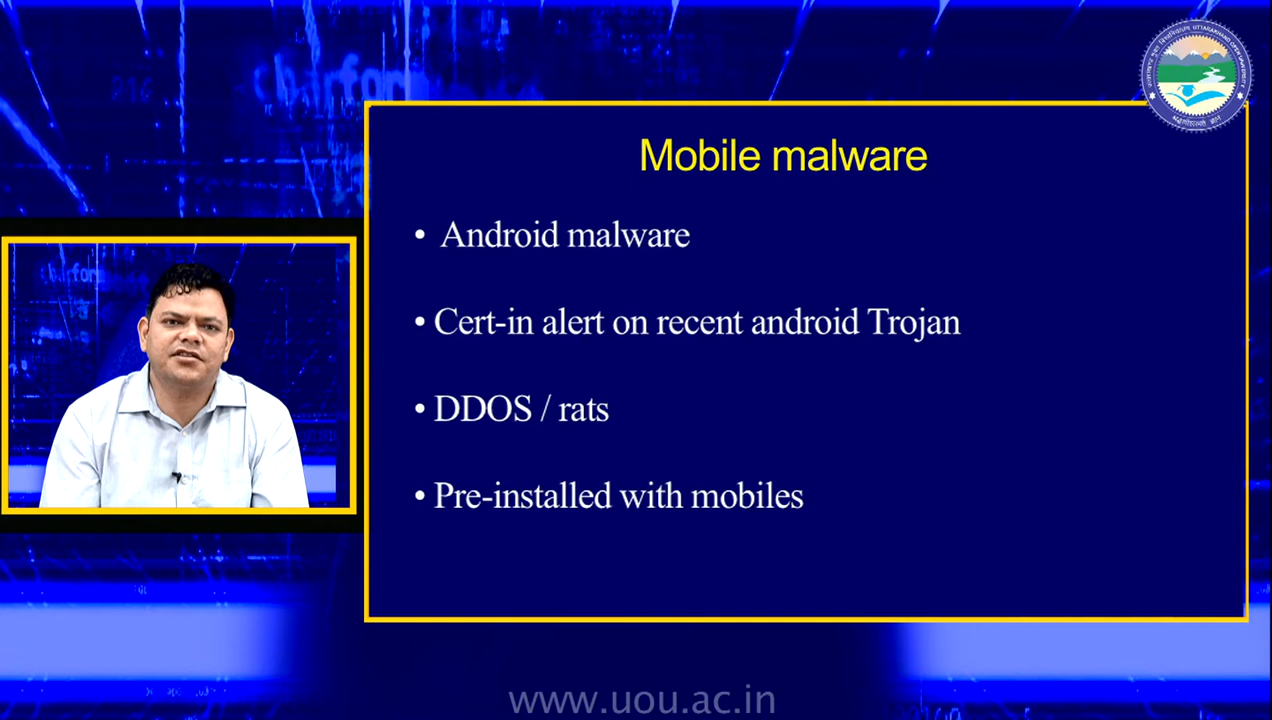 charfor
Mobile malware
• Android malware
• Cert-in alert on recent android Trojan
• DDOS / rats
• Pre-installed with mobiles
www.uou.ac.in